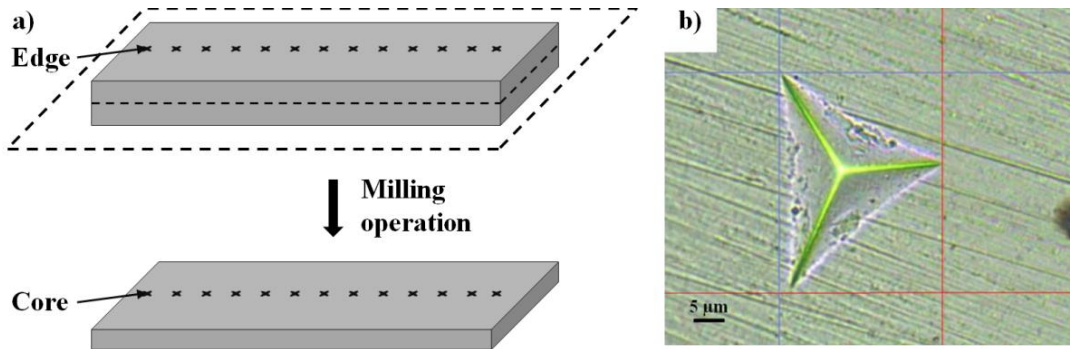 a)
Edge
Milling
operation
Core
b)
5 μm